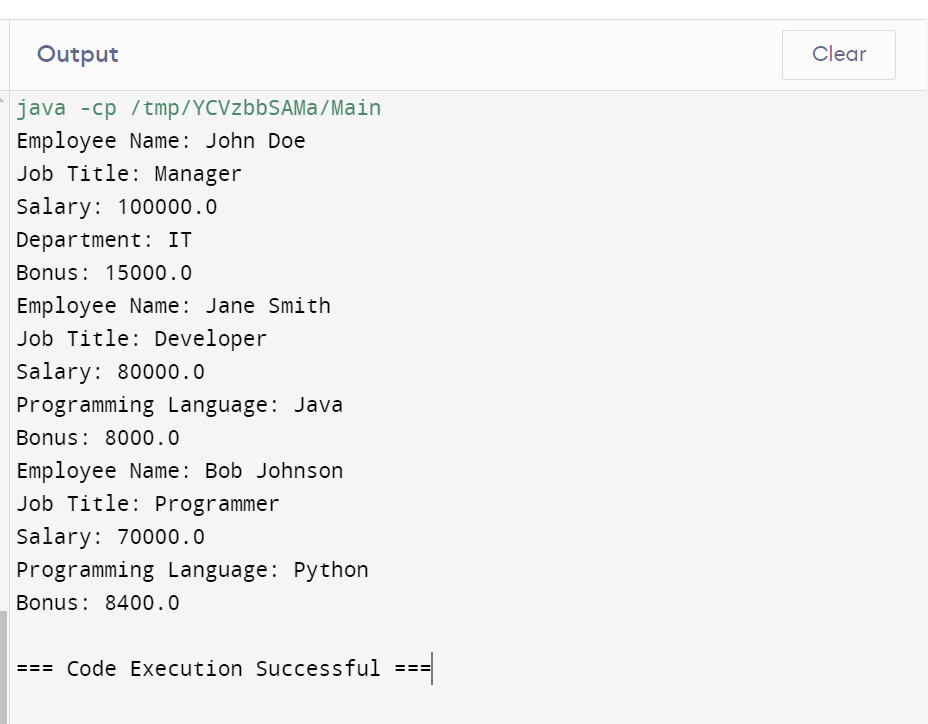 Output
Clear
java -cp /tmp/YCVzbbSAMa/Main
Employee Name: John Doe
Job Title: Manager
Salary: 100000.0
Department: IT
Bonus: 15000.0
Employee Name: Jane Smith
Job Title: Developer
Salary: 80000.0
Programming Language: Java
Bonus: 8000.0
Employee Name: Bob Johnson
Job Title: Programmer
Salary: 70000.0
Programming Language: Python
Bonus: 8400.0
=== Code Execution Successful ===